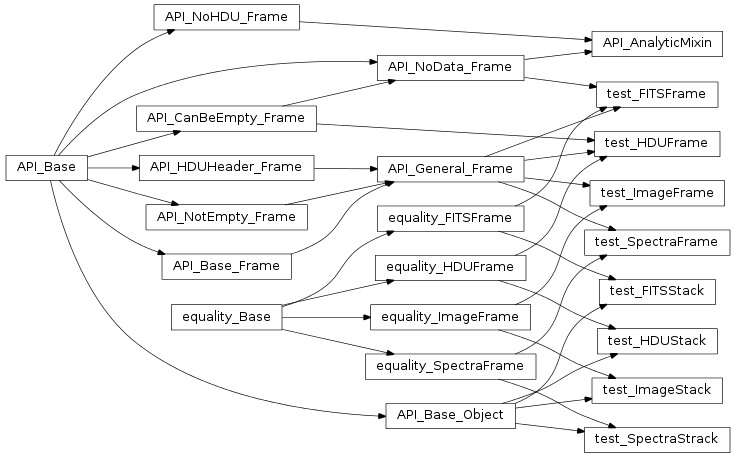 API_NoHDU_Frame
API_AnalyticMixin
API_NoData_Frame
test_FITSFrame
API_CanBeEmpty_Frame
test_HDUFrame
API_Base
API_HDUHeader_Frame
API_General_Frame
test_ImageFrame
API_NotEmpty_Frame
equality_FITSFrame
test_SpectraFrame
API_Base_Frame
equality_HDUFrame
test_FITSStack
equality_Base
equality_ImageFrame
test_HDUStack
equality_SpectraFrame
test_ImageStack
API_Base_Object
test_SpectraStrack